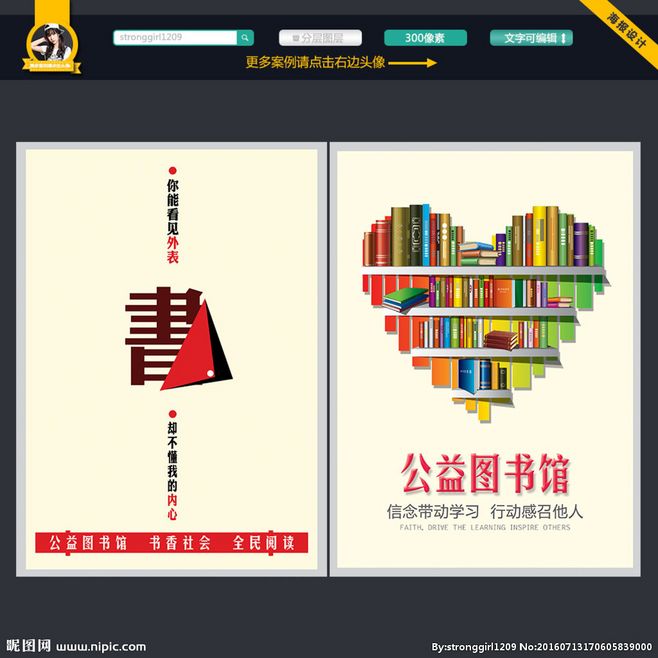 stronggirl1209
分层图层
300像素
文字可编辑
海报设计
更多案例请点击右边头像
你能看见外表
書
却不懂我的内心
公益图书馆 书香社会 全民阅读
公益图书馆
信念带动学习 行动感召他人
FAITH, DRIVE THE LEARNING INSPIRE OTHERS
昵图网 www.nipic.com
By:stronggirl1209 No:20160713170605839000